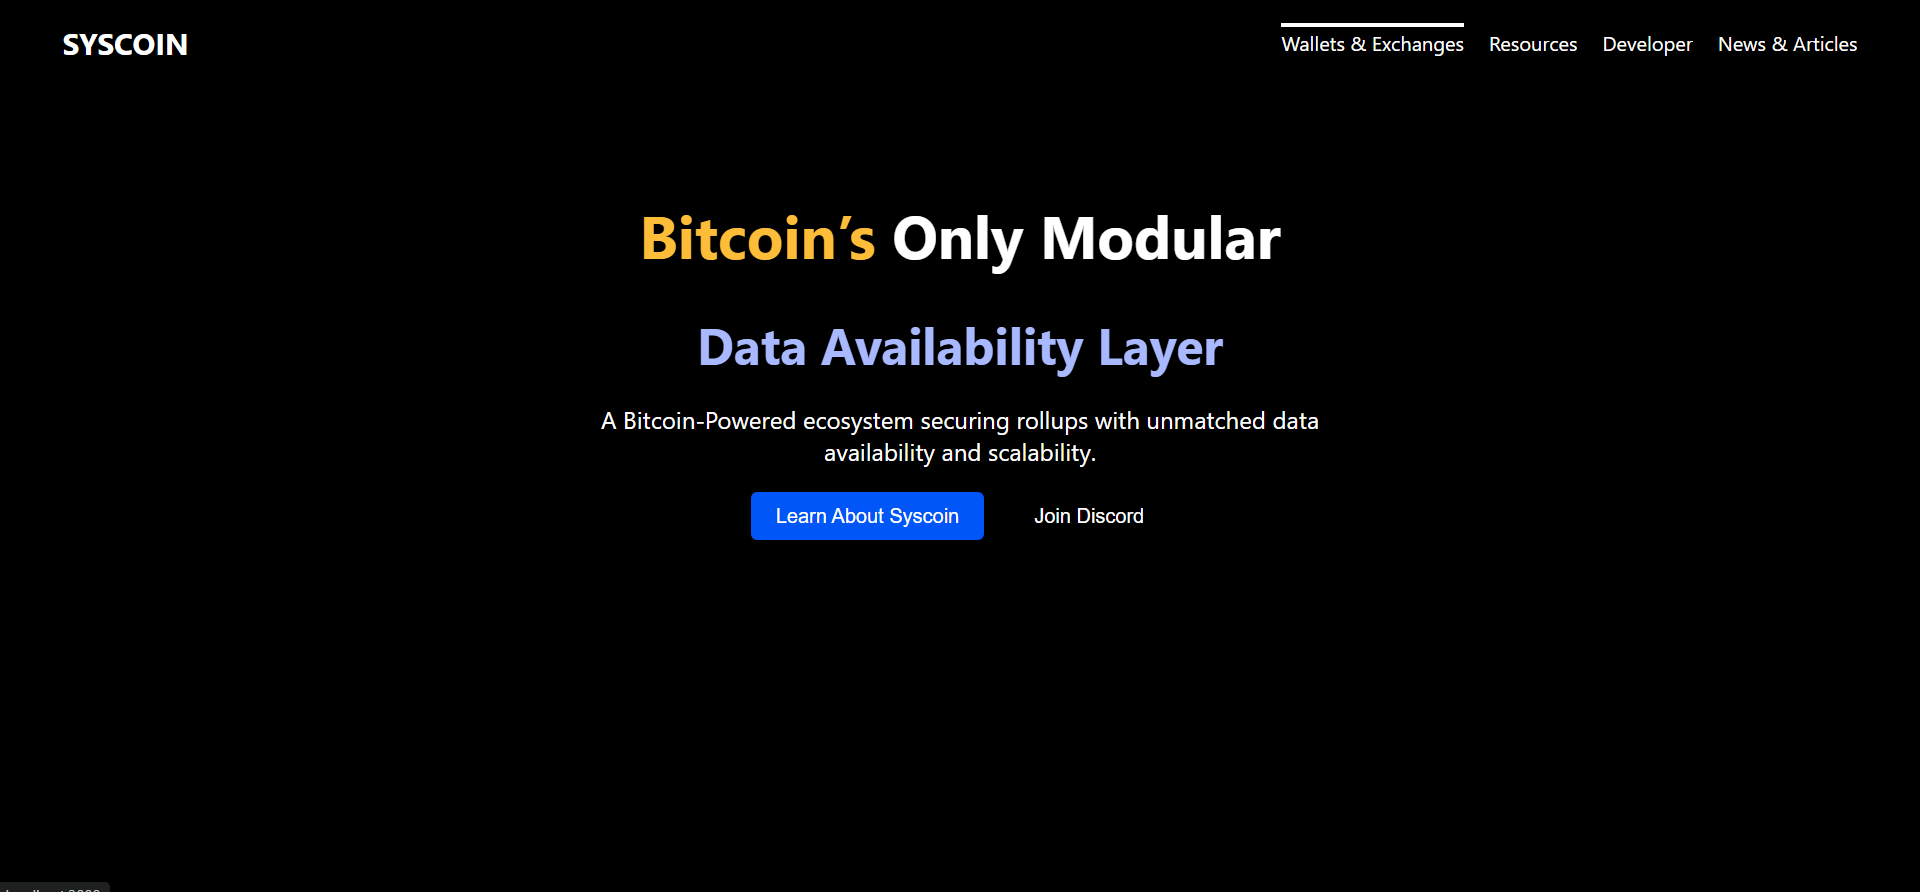 SYSCOIN
Wallets & Exchanges Resources Developer News & Articles
Bitcoin’s Only Modular
Data Availability Layer
A Bitcoin-Powered ecosystem securing rollups with unmatched data
availability and scalability.
Learn About Syscoin Join Discord